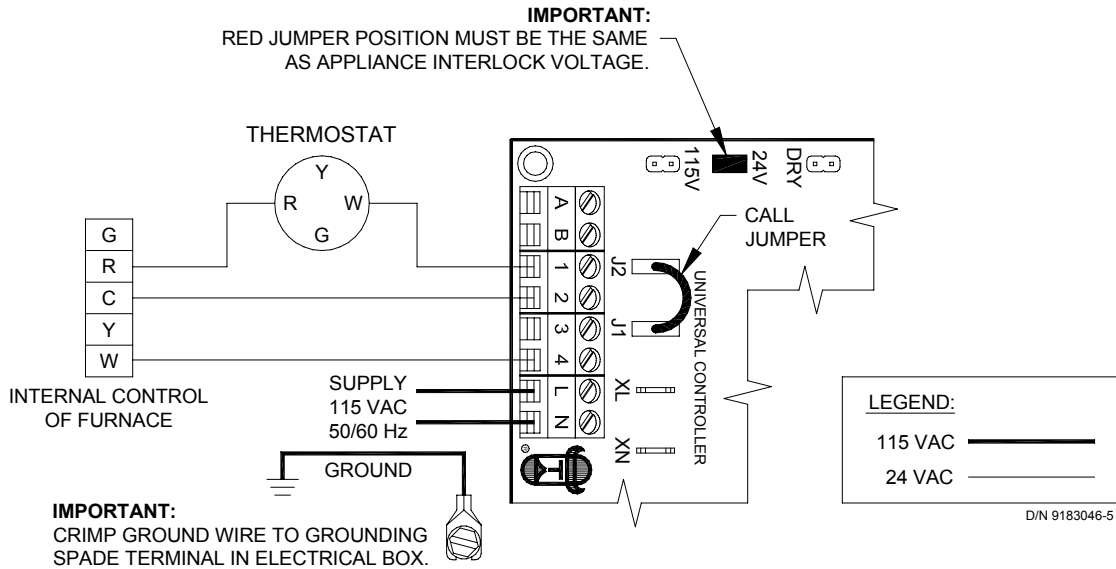 IMPORTANT:
RED JUMPER POSITION MUST BE THE SAME
AS APPLIANCE INTERLOCK VOLTAGE.
THERMOSTAT
Y
R W
G
G
R
C
Y
W
INTERNAL CONTROL
OF FURNACE
115V
24V
DRY
A
B
1
2
3
4
L
N
J2
J1
XL
XN
CALL
JUMPER
UNIVERSAL CONTROLLER
SUPPLY
115 VAC
50/60 Hz
GROUND
T
IMPORTANT:
CRIMP GROUND WIRE TO GROUNDING
SPADE TERMINAL IN ELECTRICAL BOX.
LEGEND:
115 VAC
24 VAC
D/N 9183046-5